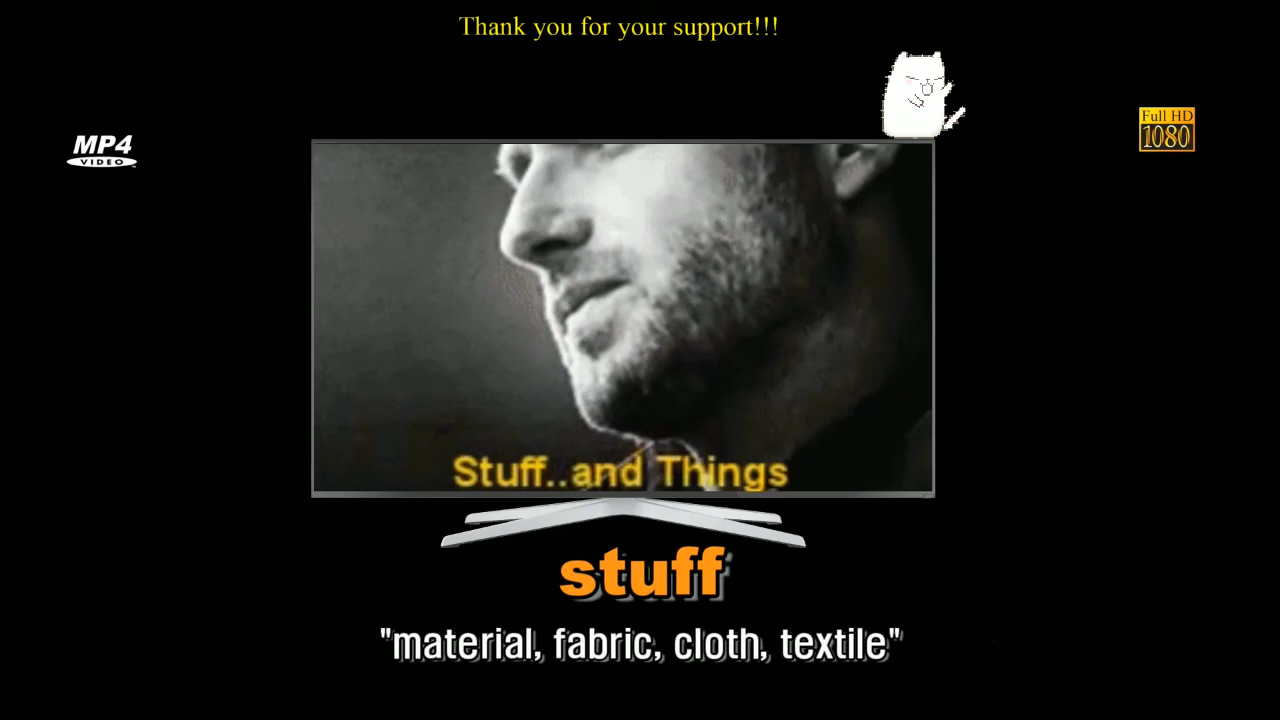 Thank you for your support!!!
MP4
VIDEO
Full HD
1080
Stuff..and Things
stuff
"material, fabric, cloth, textile"